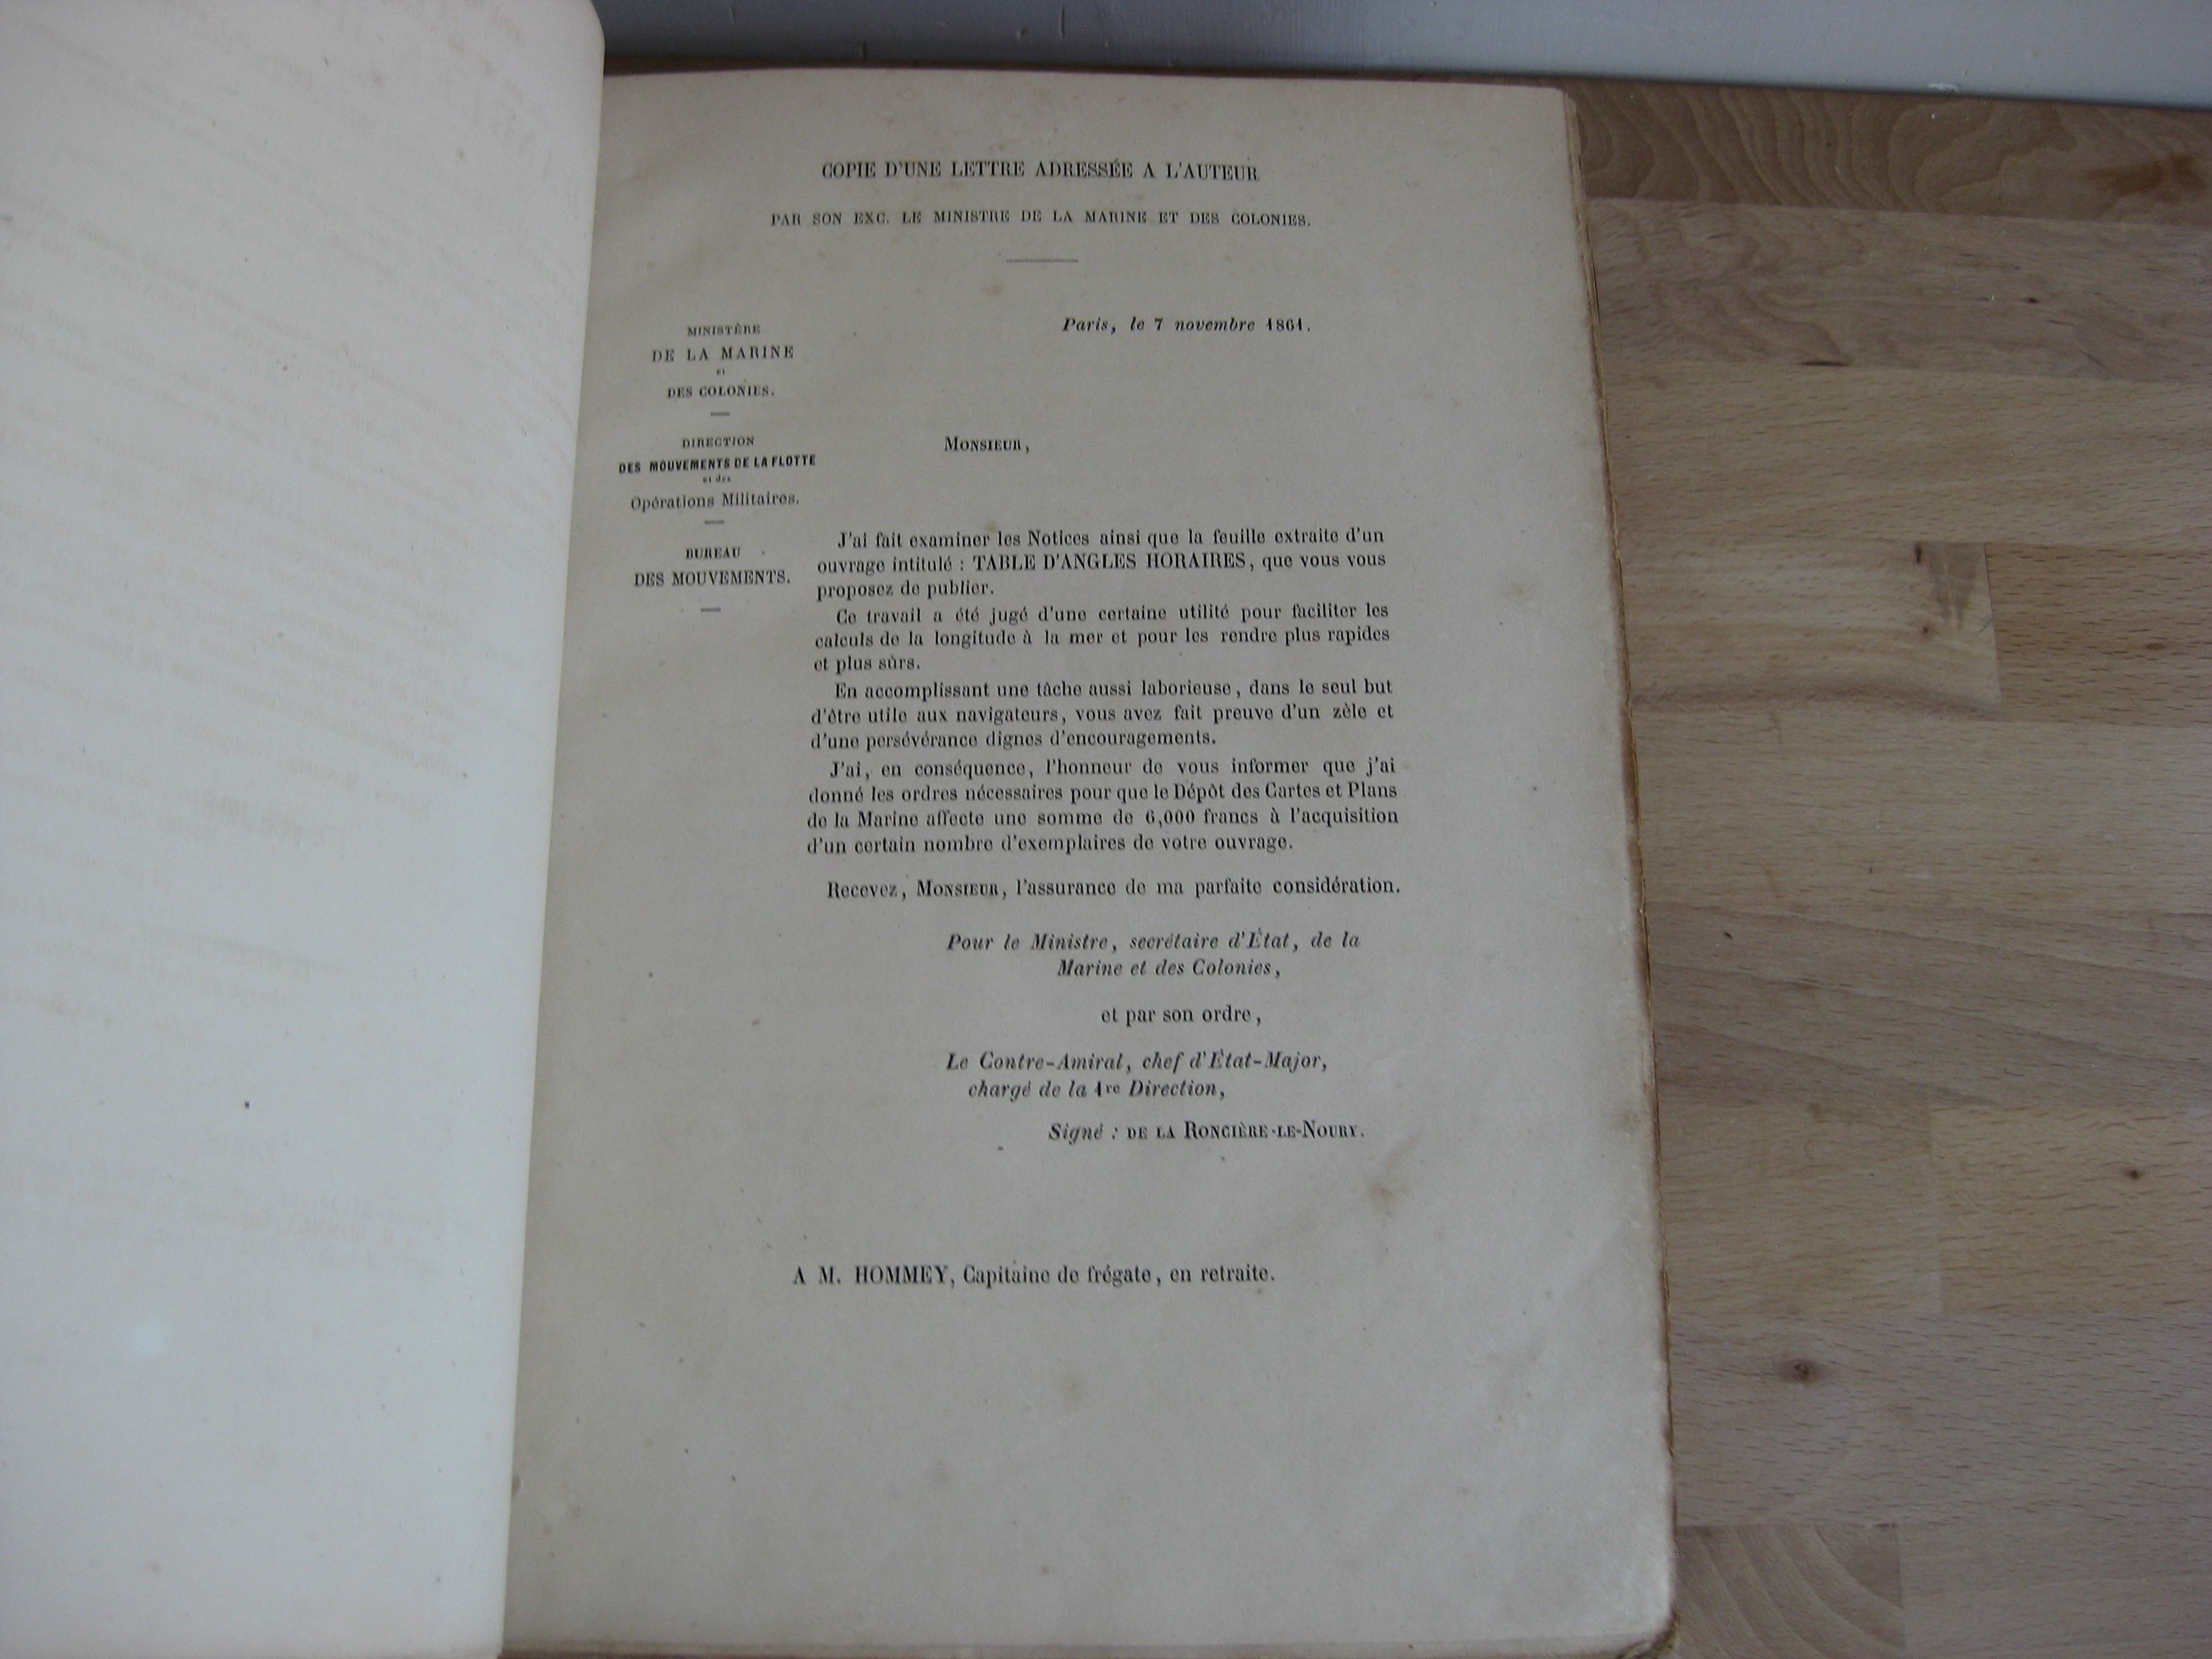 COPIE D'UNE LETTRE ADRESSÉE A L'AUTEUR
PAR SON EXC. LE MINISTRE DE LA MARINE ET DES COLONIES.
MINISTÈRE
DE LA MARINE
et
DES COLONIES.
DIRECTION
DES MOUVEMENTS DE LA FLOTTE
et des
Opérations Militaires.
BUREAU
DES MOUVEMENTS.
Paris, le 7 novembre 1861.
MONSIEUR,
J'ai fait examiner les Notices ainsi que la feuille extraite d'un
ouvrage intitulé : TABLE D'ANGLES HORAIRES, que vous vous
proposez de publier.
Ce travail a été jugé d'une certaine utilité pour faciliter les
calculs de la longitude à la mer et pour les rendre plus rapides
et plus sûrs.
En accomplissant une tâche aussi laborieuse, dans le seul but
d'être utile aux navigateurs, vous avez fait preuve d'un zèle et
d'une persévérance dignes d'encouragements.
J'ai, en conséquence, l'honneur de vous informer que j'ai
donné les ordres nécessaires pour que le Dépôt des Cartes et Plans
de la Marine affecte une somme de 6,000 francs à l'acquisition
d'un certain nombre d'exemplaires de votre ouvrage.
Recevez, MONSIEUR, l'assurance de ma parfaite considération.
Pour le Ministre, secrétaire d'État, de la
Marine et des Colonies,
et par son ordre,
Le Contre-Amiral, chef d'État-Major,
chargé de la 1re Direction,
Signé : DE LA RONCIÈRE-LE-NOURY.
A M. HOMMEY, Capitaine de frégate, en retraite.